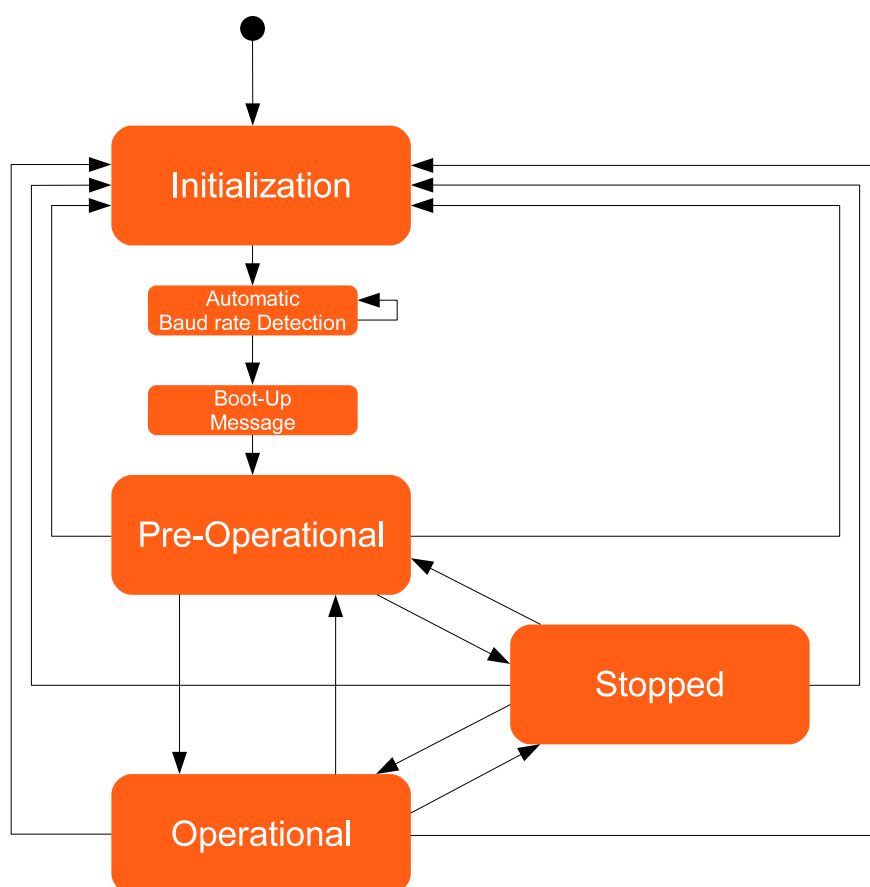 Initialization
Automatic
Baud rate Detection
Boot-Up
Message
Pre-Operational
Stopped
Operational